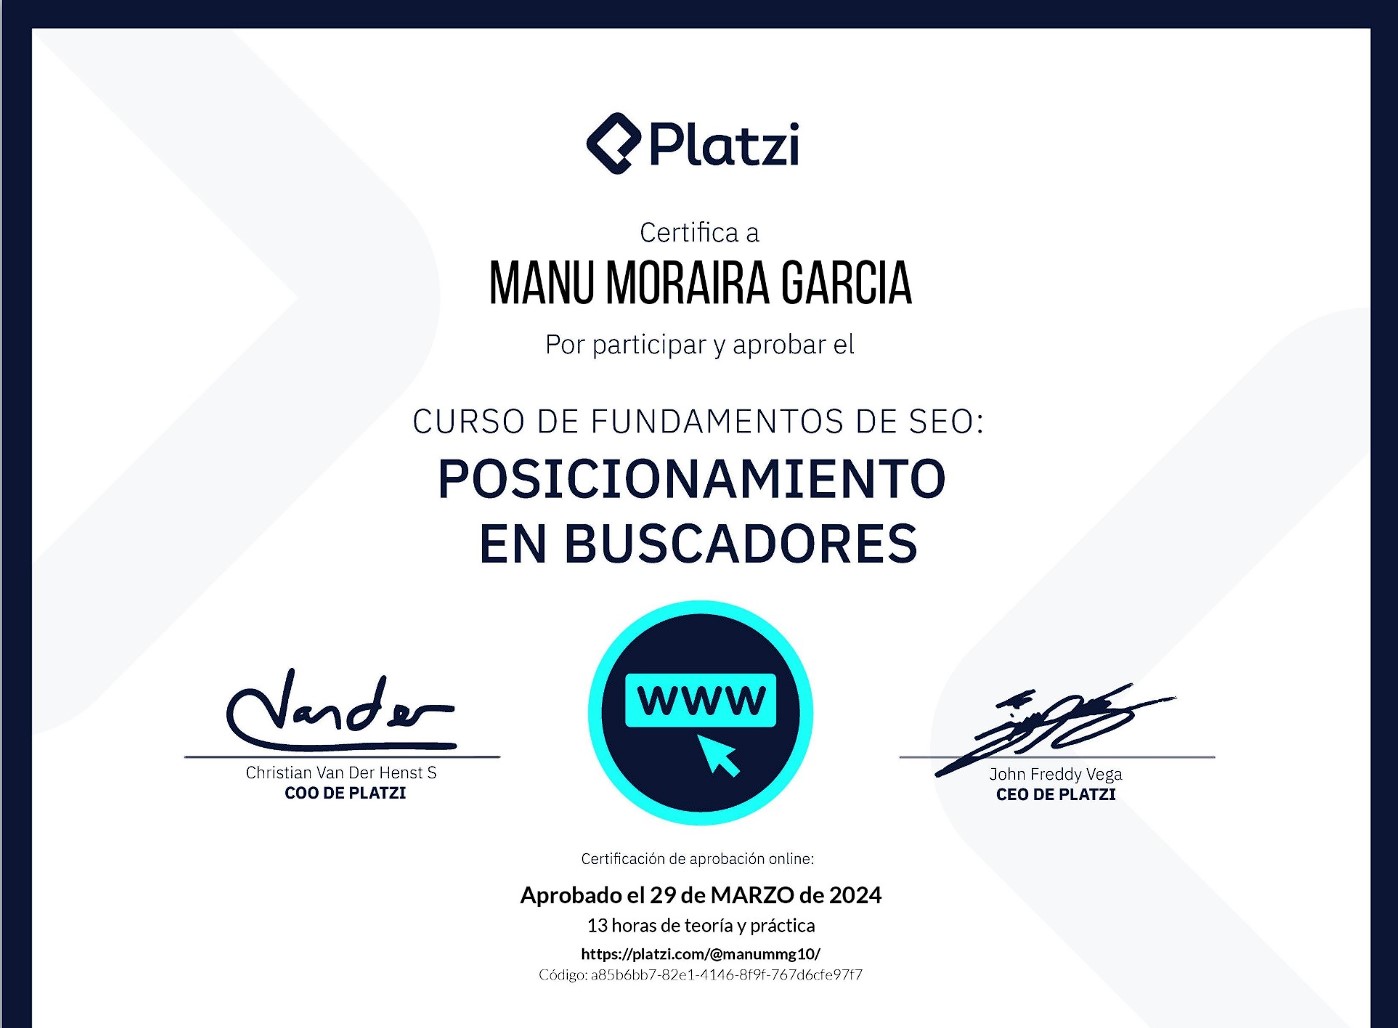 Platzi
Certifica a
MANU MORAIRA GARCIA
Por participar y aprobar el
CURSO DE FUNDAMENTOS DE SEO:
POSICIONAMIENTO
EN BUSCADORES
WWW
Vander
Christian Van Der Henst S
COO DE PLATZI
John Freddy Vega
CEO DE PLATZI
Certificación de aprobación online:
Aprobado el 29 de MARZO de 2024
13 horas de teoría y práctica
https://platzi.com/@manummg10/
Código: a85b6bb7-82e1-4146-8f9f-767d6cfe97f7